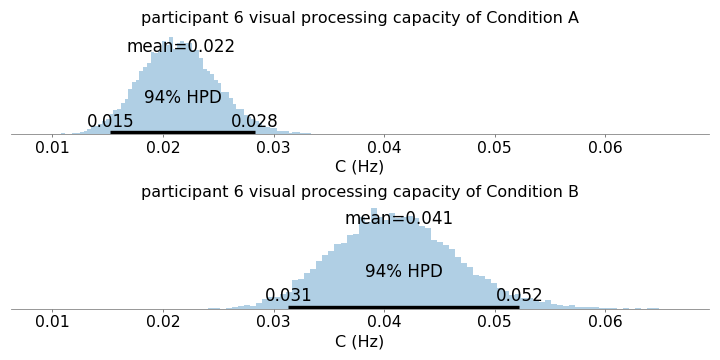 participant 6 visual processing capacity of Condition A
mean=0.022
94% HPD
0.015 0.028
0.01 0.02 0.03 0.04 0.05 0.06
C (Hz)
participant 6 visual processing capacity of Condition B
mean=0.041
94% HPD
0.031 0.052
0.01 0.02 0.03 0.04 0.05 0.06
C (Hz)